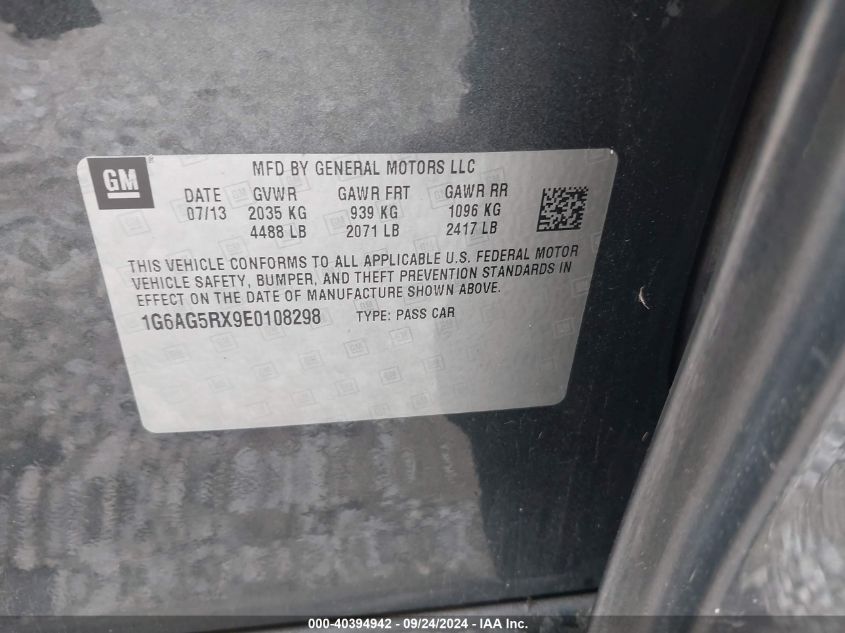 GM
MFD BY GENERAL MOTORS LLC
DATE GVWR GAWR FRT GAWR RR
07/13 2035 KG 939 KG 1096 KG
4488 LB 2071 LB 2417 LB
THIS VEHICLE CONFORMS TO ALL APPLICABLE U.S. FEDERAL MOTOR
VEHICLE SAFETY, BUMPER, AND THEFT PREVENTION STANDARDS IN
EFFECT ON THE DATE OF MANUFACTURE SHOWN ABOVE.
1G6AG5RX9E0108298 TYPE: PASS CAR
000-40394942 - 09/24/2024 - IAA Inc.